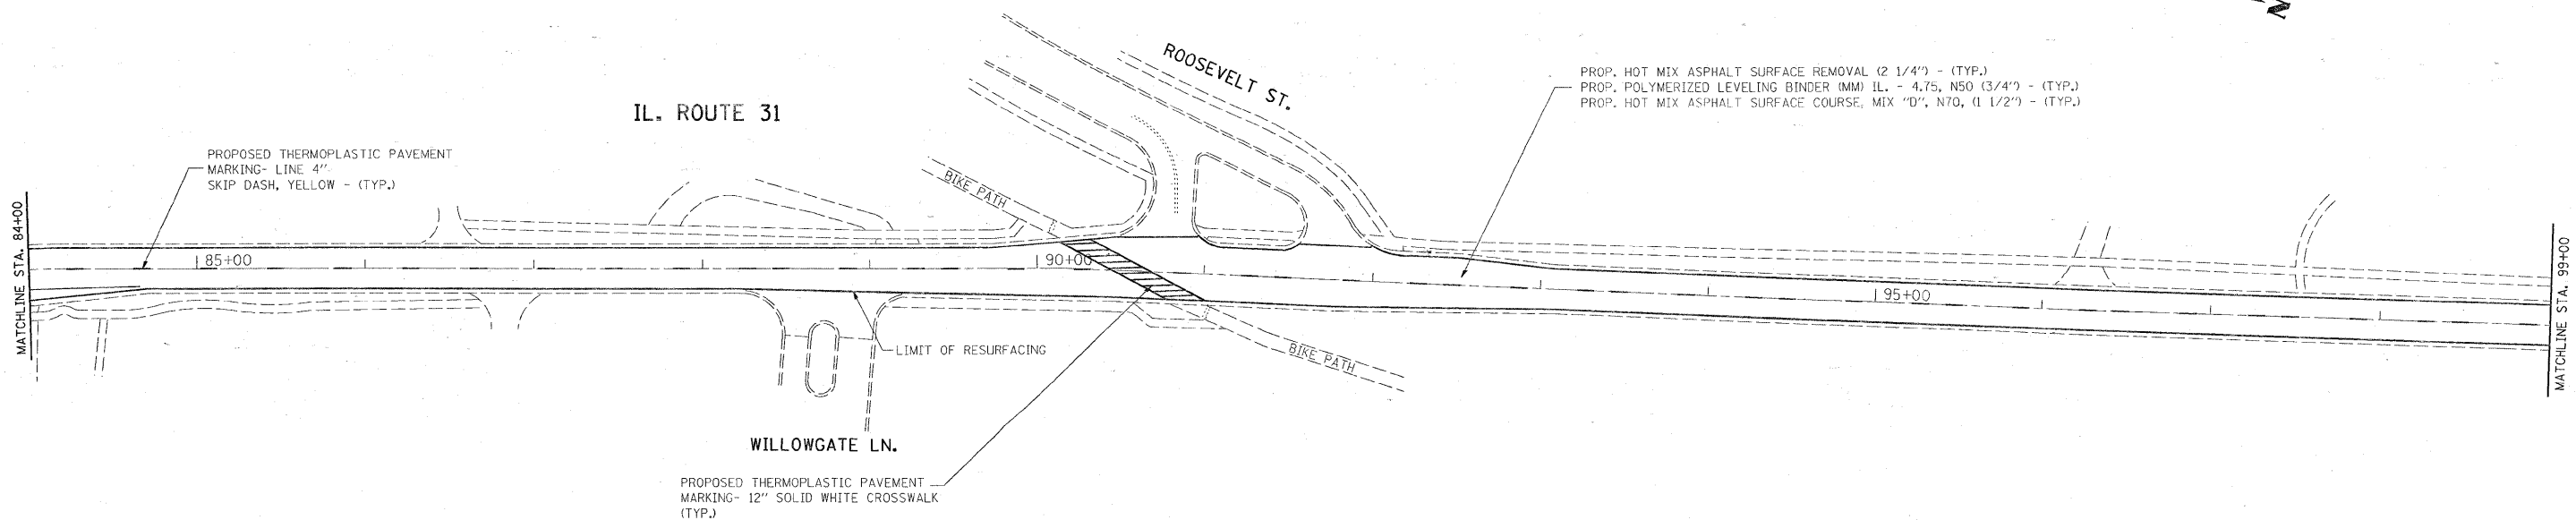 N
ROOSEVELT ST.
IL. ROUTE 31
PROP. HOT MIX ASPHALT SURFACE REMOVAL (2 1/4") - (TYP.)
PROP. POLYMERIZED LEVELING BINDER (MM) IL. - 4.75, N50 (3/4") - (TYP.)
PROP. HOT MIX ASPHALT SURFACE COURSE, MIX "D", N70, (1 1/2") - (TYP.)
PROPOSED THERMOPLASTIC PAVEMENT
MARKING- LINE 4"
SKIP DASH, YELLOW - (TYP.)
BIKE PATH
MATCHLINE STA. 84+00
85+00
90+00
95+00
MATCHLINE STA. 99+00
LIMIT OF RESURFACING
BIKE PATH
WILLOWGATE LN.
PROPOSED THERMOPLASTIC PAVEMENT
MARKING- 12" SOLID WHITE CROSSWALK
(TYP.)